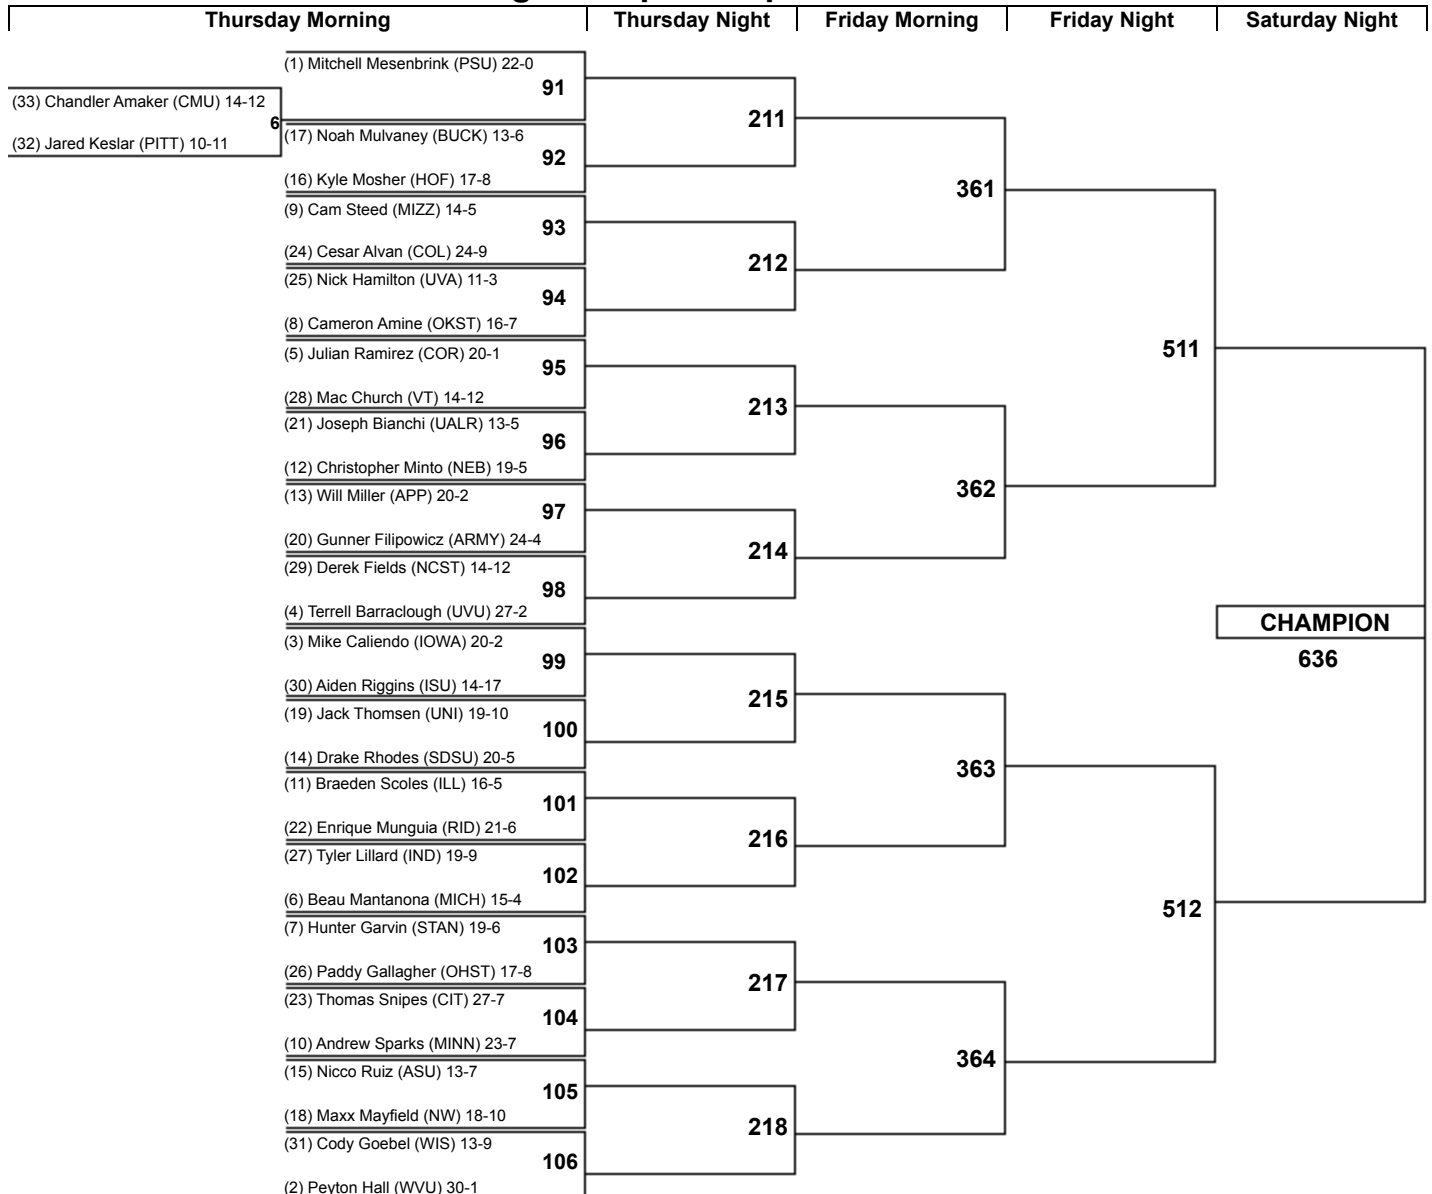 Thursday Morning Thursday Night Friday Morning Friday Night Saturday Night
(1) Mitchell Mesenbrink (PSU) 22-0
91
(33) Chandler Amaker (CMU) 14-12
6
(32) Jared Keslar (PITT) 10-11
(17) Noah Mulvaney (BUCK) 13-6
92
(16) Kyle Mosher (HOF) 17-8
(9) Cam Steed (MIZZ) 14-5
93
(24) Cesar Alvan (COL) 24-9
(25) Nick Hamilton (UVA) 11-3
94
(8) Cameron Amine (OKST) 16-7
(5) Julian Ramirez (COR) 20-1
95
(28) Mac Church (VT) 14-12
(21) Joseph Bianchi (UALR) 13-5
96
(12) Christopher Minto (NEB) 19-5
(13) Will Miller (APP) 20-2
97
(20) Gunner Filipowicz (ARMY) 24-4
(29) Derek Fields (NCST) 14-12
98
(4) Terrell Barraclough (UVU) 27-2
(3) Mike Caliendo (IOWA) 20-2
99
(30) Aiden Riggins (ISU) 14-17
(19) Jack Thomsen (UNI) 19-10
100
(14) Drake Rhodes (SDSU) 20-5
(11) Braeden Scoles (ILL) 16-5
101
(22) Enrique Munguia (RID) 21-6
(27) Tyler Lillard (IND) 19-9
102
(6) Beau Mantanona (MICH) 15-4
(7) Hunter Garvin (STAN) 19-6
103
(26) Paddy Gallagher (OHST) 17-8
(23) Thomas Snipes (CIT) 27-7
104
(10) Andrew Sparks (MINN) 23-7
(15) Nicco Ruiz (ASU) 13-7
105
(18) Maxx Mayfield (NW) 18-10
(31) Cody Goebel (WIS) 13-9
106
(2) Peyton Hall (WVU) 30-1
211
212
213
214
215
216
217
218
361
362
363
364
511
512
CHAMPION
636